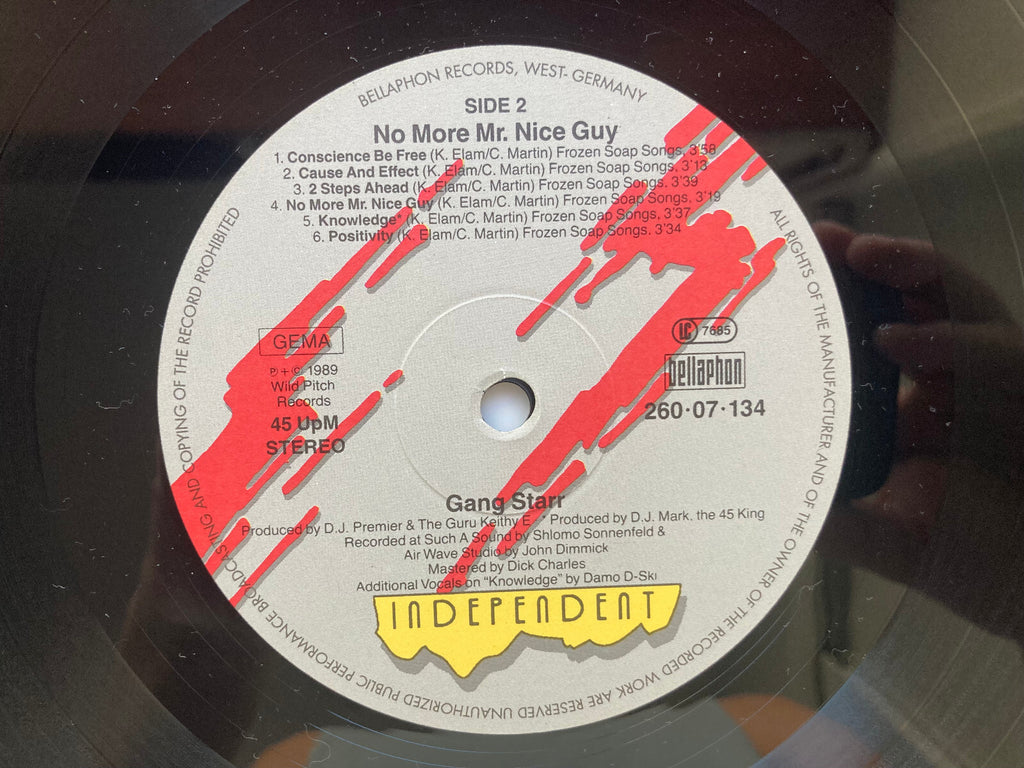 BELLAPHON RECORDS, WEST-GERMANY
SIDE 2
No More Mr. Nice Guy
1. Conscience Be Free (K. Elam/C. Martin) Frozen Soap Songs. 3'58
2. Cause And Effect (K. Elam/C. Martin) Frozen Soap Songs. 3'13
3. 2 Steps Ahead (K. Elam/C. Martin) Frozen Soap Songs. 3'39
4. No More Mr. Nice Guy (K. Elam/C. Martin) Frozen Soap Songs. 3'19
5. Knowledge* (K. Elam/C. Martin) Frozen Soap Songs, 3'37
6. Positivity (K. Elam/C. Martin) Frozen Soap Songs. 3'34
GEMA
℗ + © 1989
Wild Pitch
Records
45 UpM
STEREO
LC 7685
bellaphon
260·07·134
Gang Starr
Produced by D.J. Premier & The Guru Keithy E. * Produced by D.J. Mark. the 45 King
Recorded at Such A Sound by Shlomo Sonnenfeld &
Air Wave Studio by John Dimmick
Mastered by Dick Charles
Additional Vocals on "Knowledge" by Damo D-Ski
INDEPENDENT
ALL RIGHTS OF THE MANUFACTURER AND OF THE OWNER OF THE RECORDED WORK ARE RESERVED UNAUTHORIZED PUBLIC PERFORMANCE BROADCASTING AND COPYING OF THE RECORD PROHIBITED